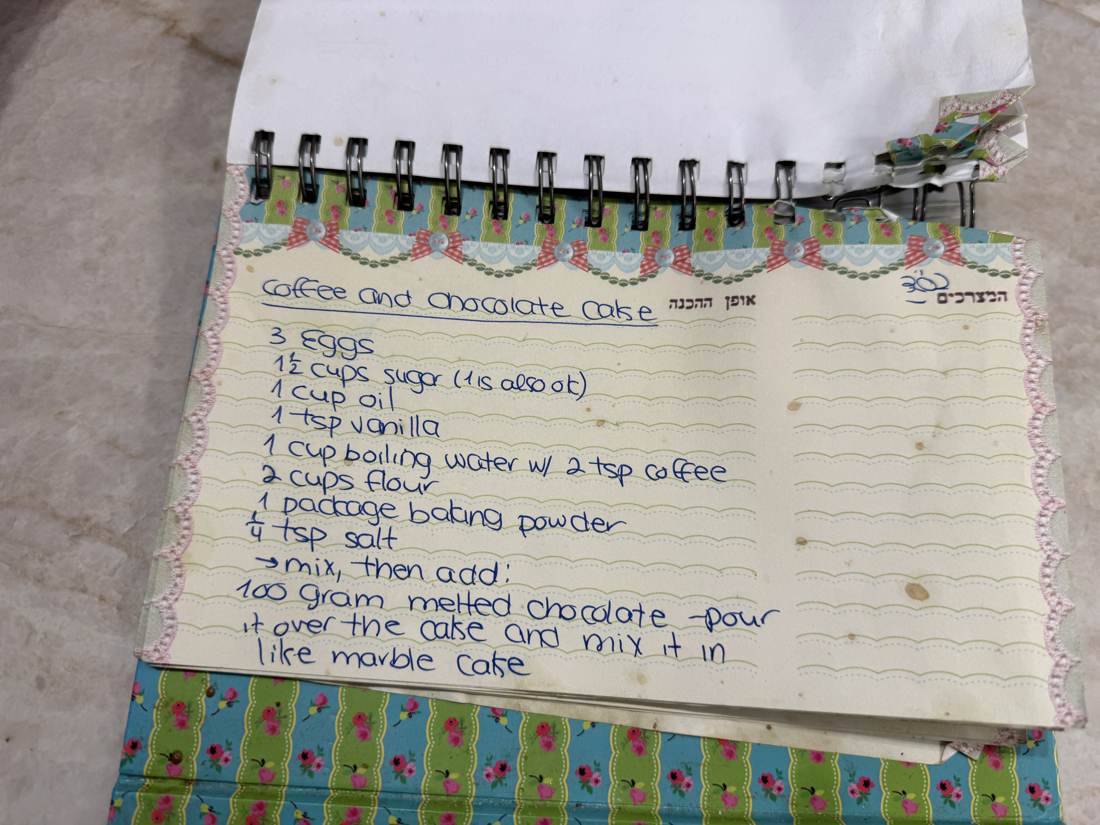 coffee and chocolate cake
אופן ההכנה
המצרכים
3 Eggs
1 1/2 cups sugar (1 is also ok)
1 cup oil
1 tsp vanilla
1 cup boiling water w/ 2 tsp coffee
2 cups flour
1 package baking powder
1/4 tsp salt
→ mix, then add:
100 gram melted chocolate - pour
it over the cake and mix it in
like marble cake